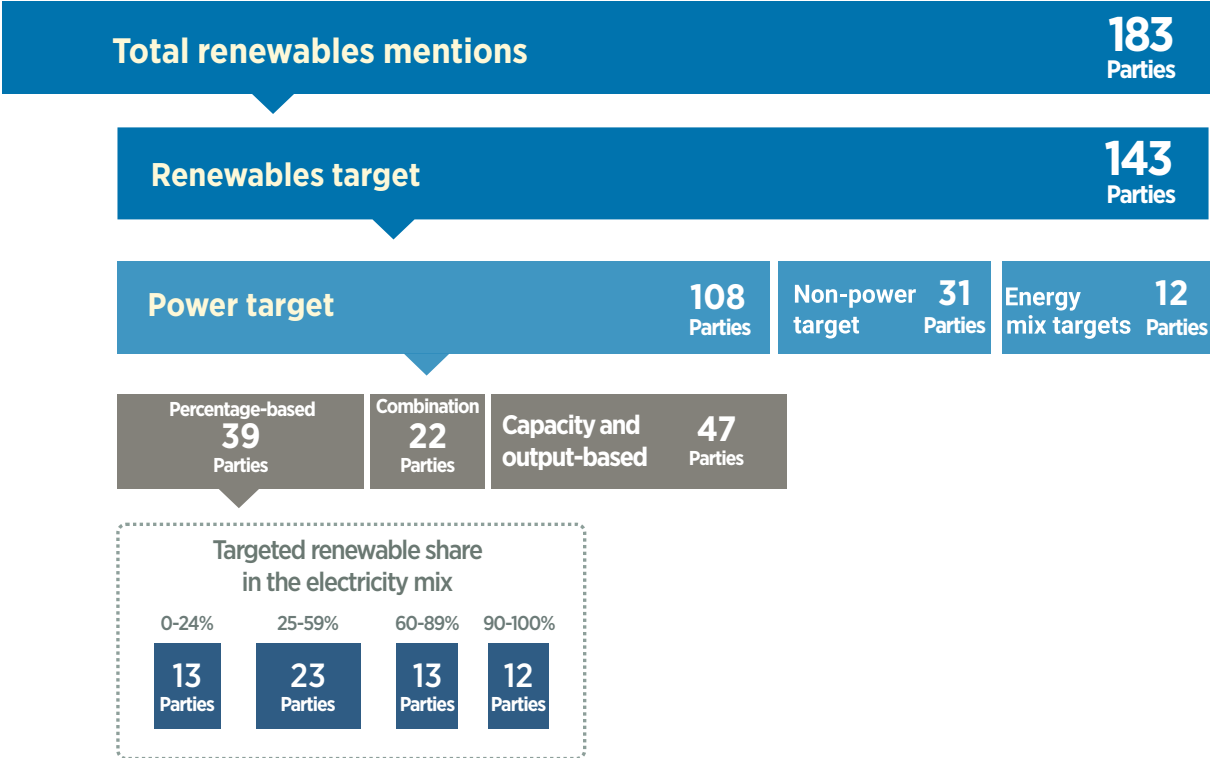 Total renewables mentions
183
Parties
Renewables target
143
Parties
Power target
108
Parties
Non-power
target
31
Parties
Energy
mix targets
12
Parties
Percentage-based
39
Parties
Combination
22
Parties
Capacity and
output-based
47
Parties
Targeted renewable share
in the electricity mix
0-24%
25-59%
60-89%
90-100%
13
Parties
23
Parties
13
Parties
12
Parties